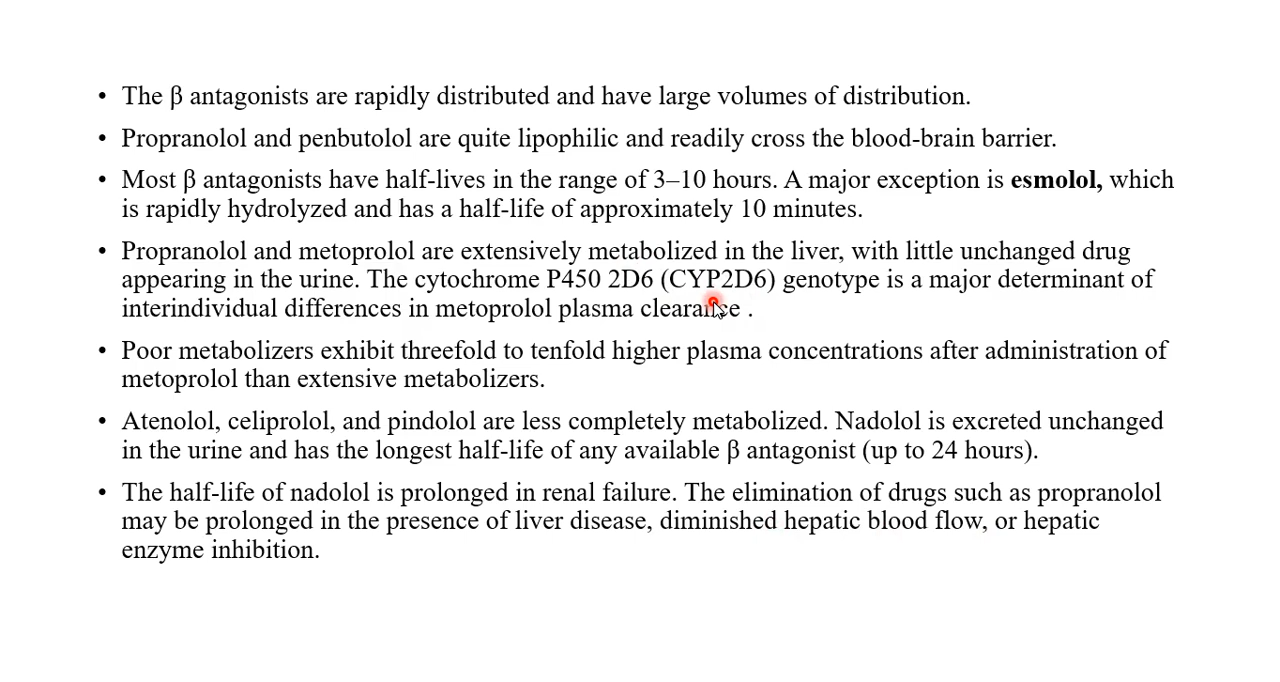 • The β antagonists are rapidly distributed and have large volumes of distribution.
• Propranolol and penbutolol are quite lipophilic and readily cross the blood-brain barrier.
• Most β antagonists have half-lives in the range of 3–10 hours. A major exception is esmolol, which
is rapidly hydrolyzed and has a half-life of approximately 10 minutes.
• Propranolol and metoprolol are extensively metabolized in the liver, with little unchanged drug
appearing in the urine. The cytochrome P450 2D6 (CYP2D6) genotype is a major determinant of
interindividual differences in metoprolol plasma clearance .
• Poor metabolizers exhibit threefold to tenfold higher plasma concentrations after administration of
metoprolol than extensive metabolizers.
• Atenolol, celiprolol, and pindolol are less completely metabolized. Nadolol is excreted unchanged
in the urine and has the longest half-life of any available β antagonist (up to 24 hours).
• The half-life of nadolol is prolonged in renal failure. The elimination of drugs such as propranolol
may be prolonged in the presence of liver disease, diminished hepatic blood flow, or hepatic
enzyme inhibition.